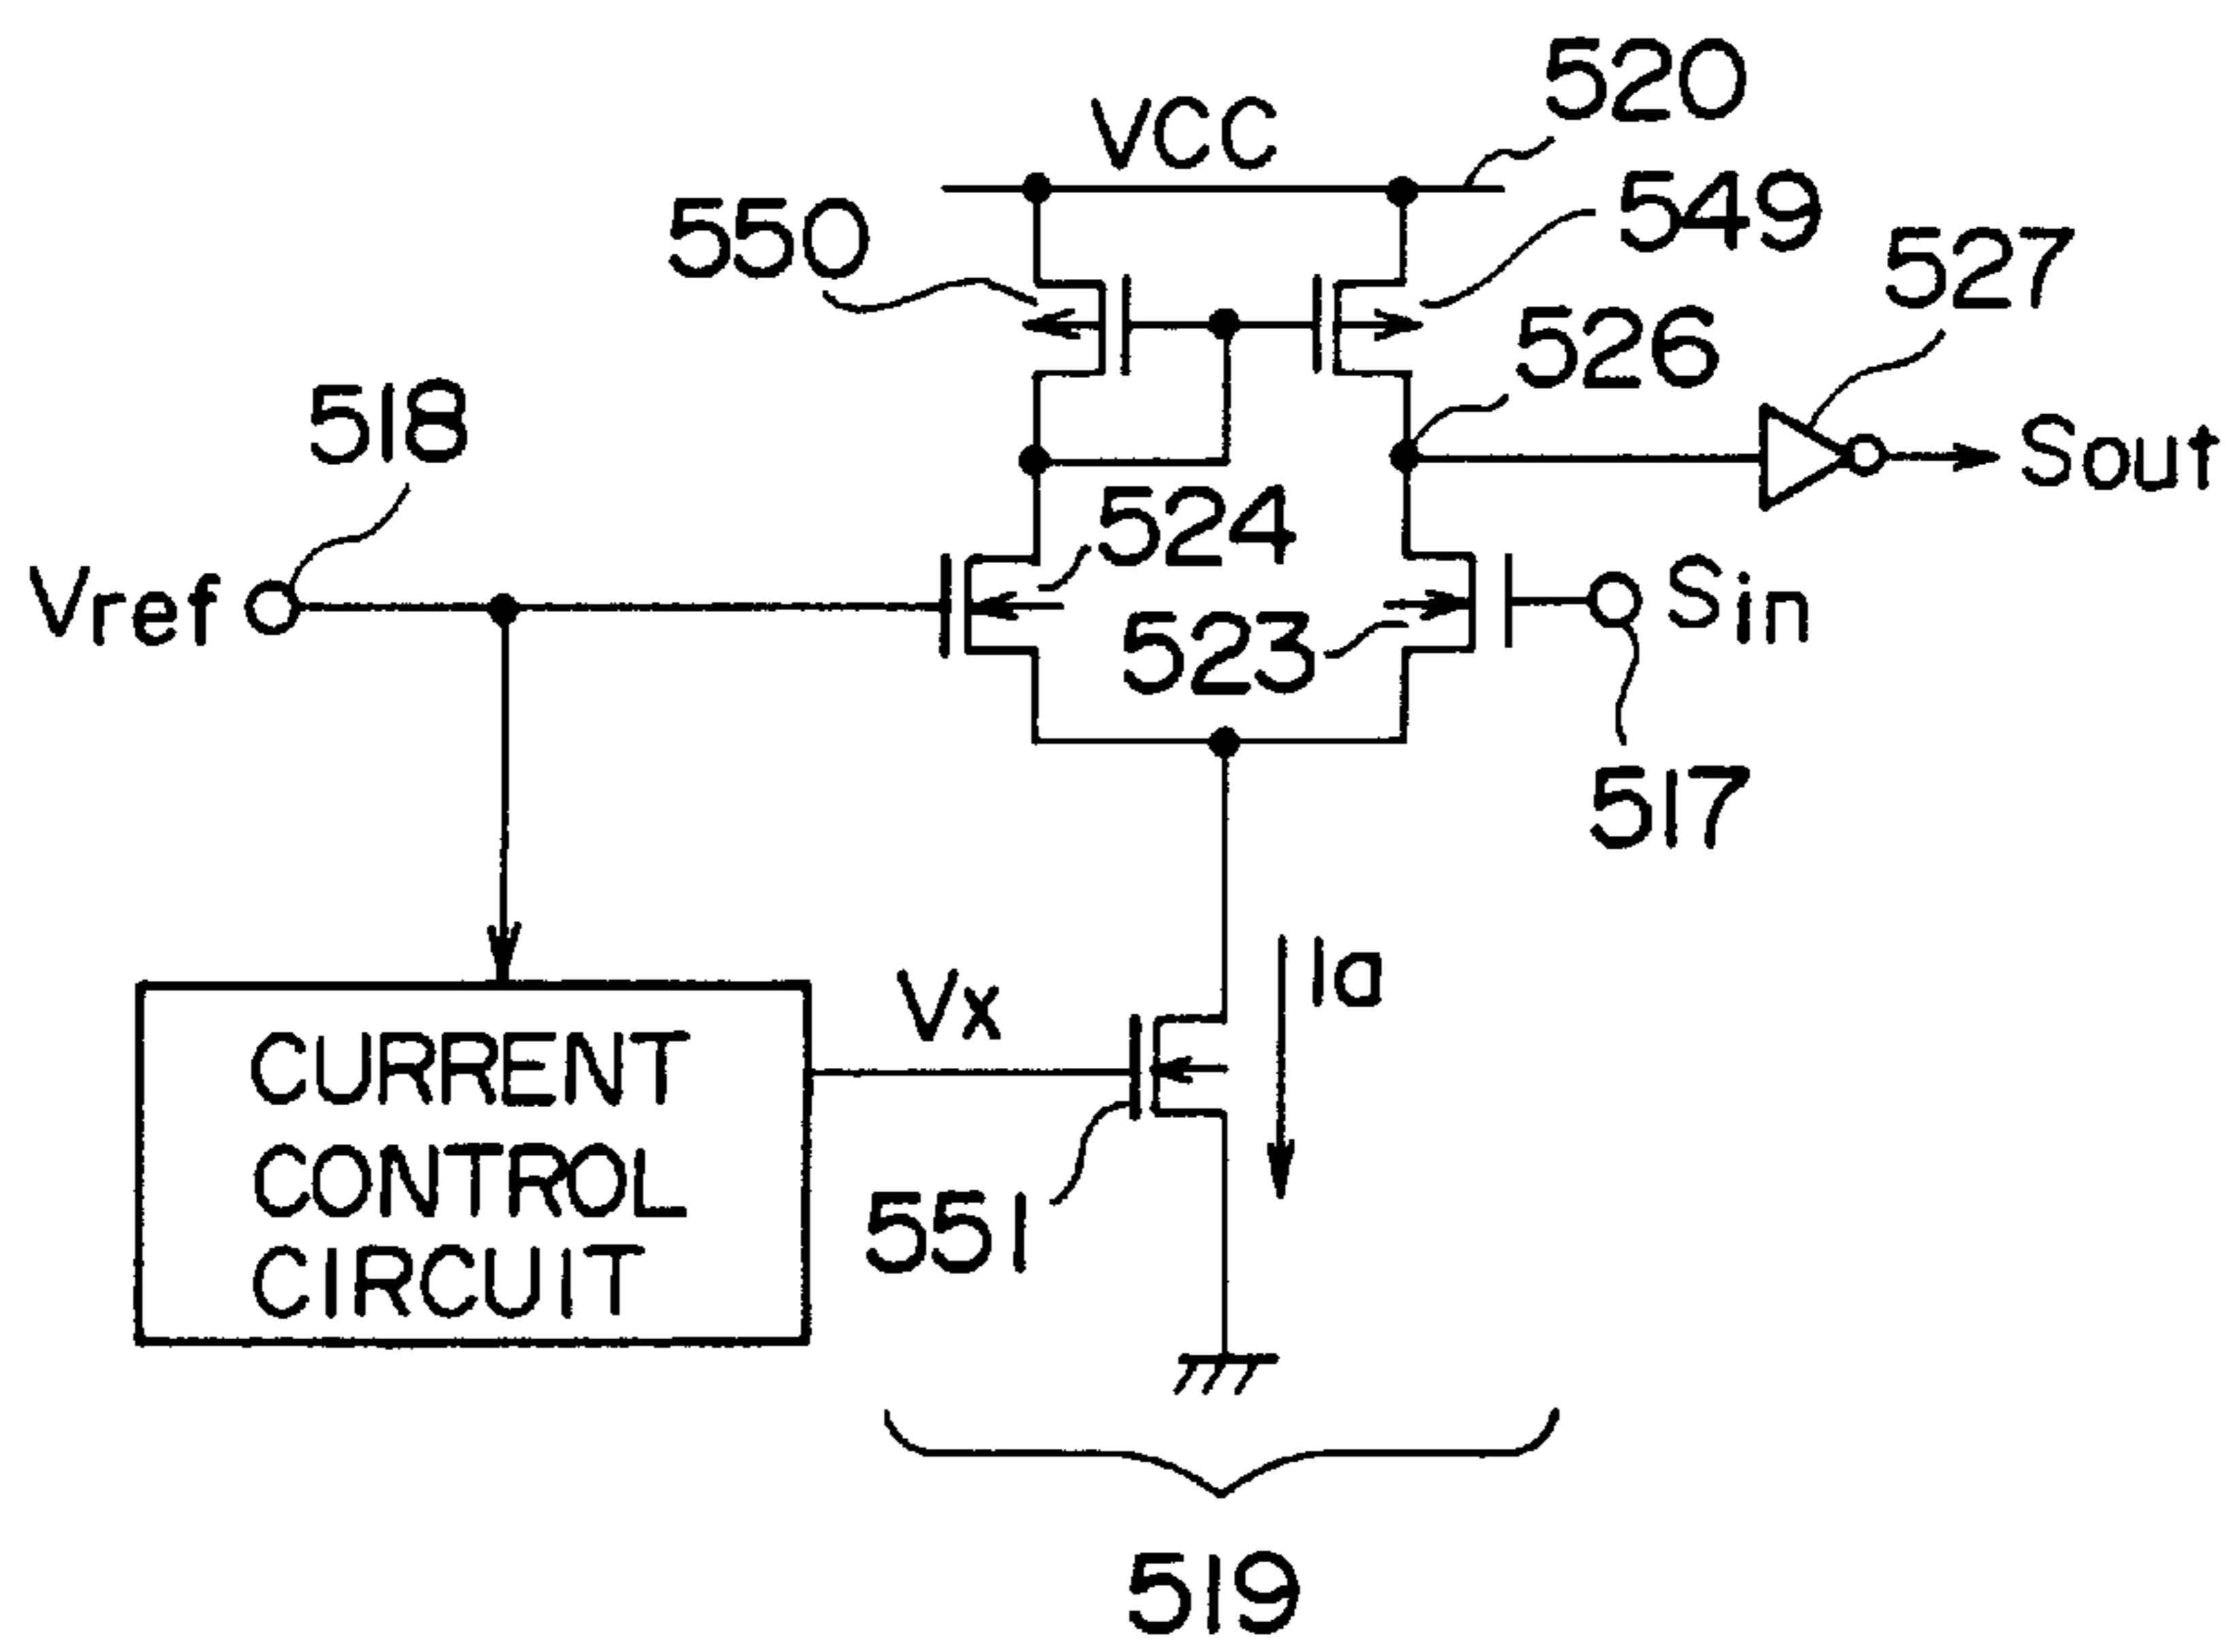 520
VCC
549
550
527
526
518
Sout
524
Vref
Sin
523
517
Ia
Vx
CURRENT
CONTROL
CIRCUIT
551
519